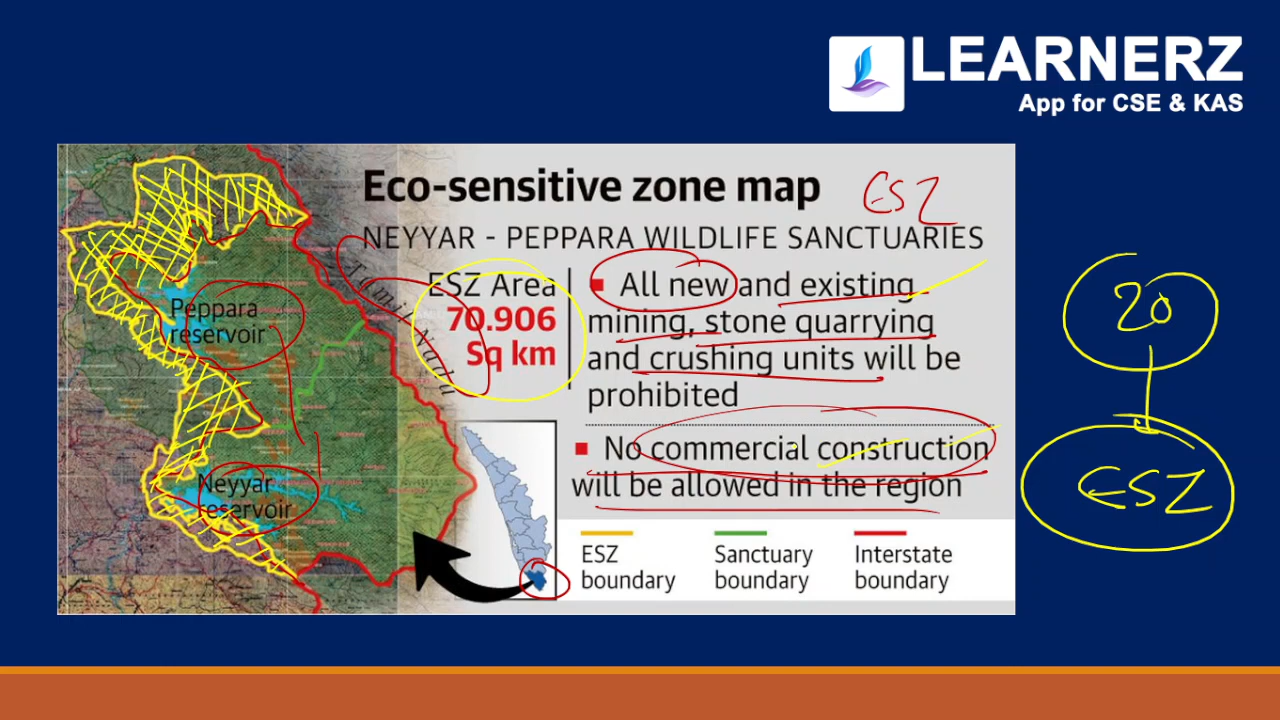 LEARNERZ
App for CSE & KAS
Eco-sensitive zone map
ESZ
NEYYAR - PEPPARA WILDLIFE SANCTUARIES
Tamil Nadu
ESZ Area
70.906
Sq km
All new and existing
mining, stone quarrying
and crushing units will be
prohibited
No commercial construction
will be allowed in the region
Peppara
reservoir
Neyyar
reservoir
ESZ
boundary
Sanctuary
boundary
Interstate
boundary
20
ESZ